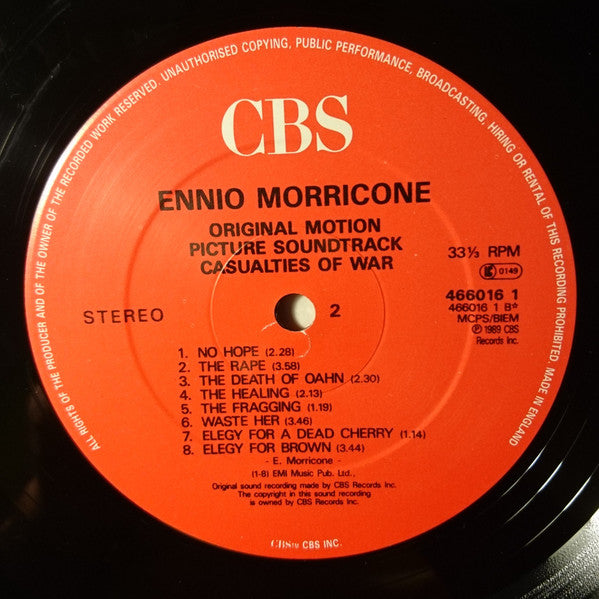 ALL RIGHTS OF THE PRODUCER AND OF THE OWNER OF THE RECORDED WORK RESERVED. UNAUTHORISED COPYING, PUBLIC PERFORMANCE, BROADCASTING, HIRING OR RENTAL OF THIS RECORDING PROHIBITED. MADE IN ENGLAND
CBS
ENNIO MORRICONE
ORIGINAL MOTION
PICTURE SOUNDTRACK
CASUALTIES OF WAR
33⅓ RPM
0149
STEREO
2
466016 1
466016 1 B*
MCPS/BIEM
℗ 1989 CBS
Records Inc.
1. NO HOPE (2.28)
2. THE RAPE (3.58)
3. THE DEATH OF OAHN (2.30)
4. THE HEALING (2.13)
5. THE FRAGGING (1.19)
6. WASTE HER (3.46)
7. ELEGY FOR A DEAD CHERRY (1.14)
8. ELEGY FOR BROWN (3.44)
- E. Morricone -
(1-8) EMI Music Pub. Ltd.,
Original sound recording made by CBS Records Inc.
The copyright in this sound recording
is owned by CBS Records Inc.
CBS™ CBS INC.